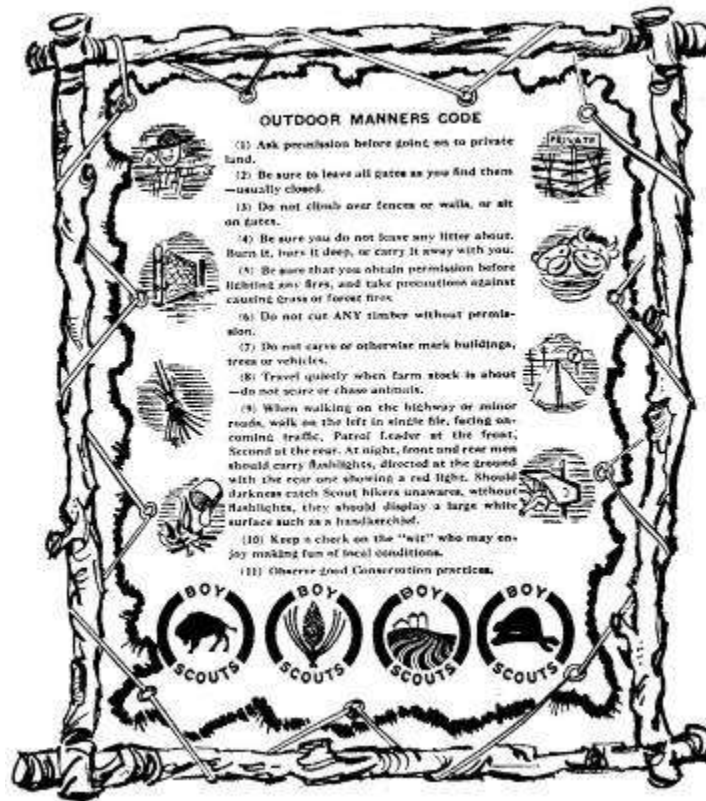 OUTDOOR MANNERS CODE
(1) Ask permission before going on to private
land.
(2) Be sure to leave all gates as you find them
—usually closed.
(3) Do not climb over fences or walls, or sit
on gates.
(4) Be sure you do not leave any litter about.
Burn it, bury it deep, or carry it away with you.
(5) Be sure that you obtain permission before
lighting any fires, and take precautions against
causing grass or forest fires.
(6) Do not cut ANY timber without permis-
sion.
(7) Do not carve or otherwise mark buildings,
trees or vehicles.
(8) Travel quietly when farm stock is about
—do not scare or chase animals.
(9) When walking on the highway or minor
roads, walk on the left in single file, facing on-
coming traffic, Patrol Leader at the front,
Second at the rear. At night, front and rear men
should carry flashlights, directed at the ground
with the rear one showing a red light. Should
darkness catch Scout hikers unawares, without
flashlights, they should display a large white
surface such as a handkerchief.
(10) Keep a check on the "wit" who may en-
joy making fun of local conditions.
(11) Observe good Conservation practices.
PRIVATE
BOY SCOUTS
BOY SCOUTS
BOY SCOUTS
BOY SCOUTS